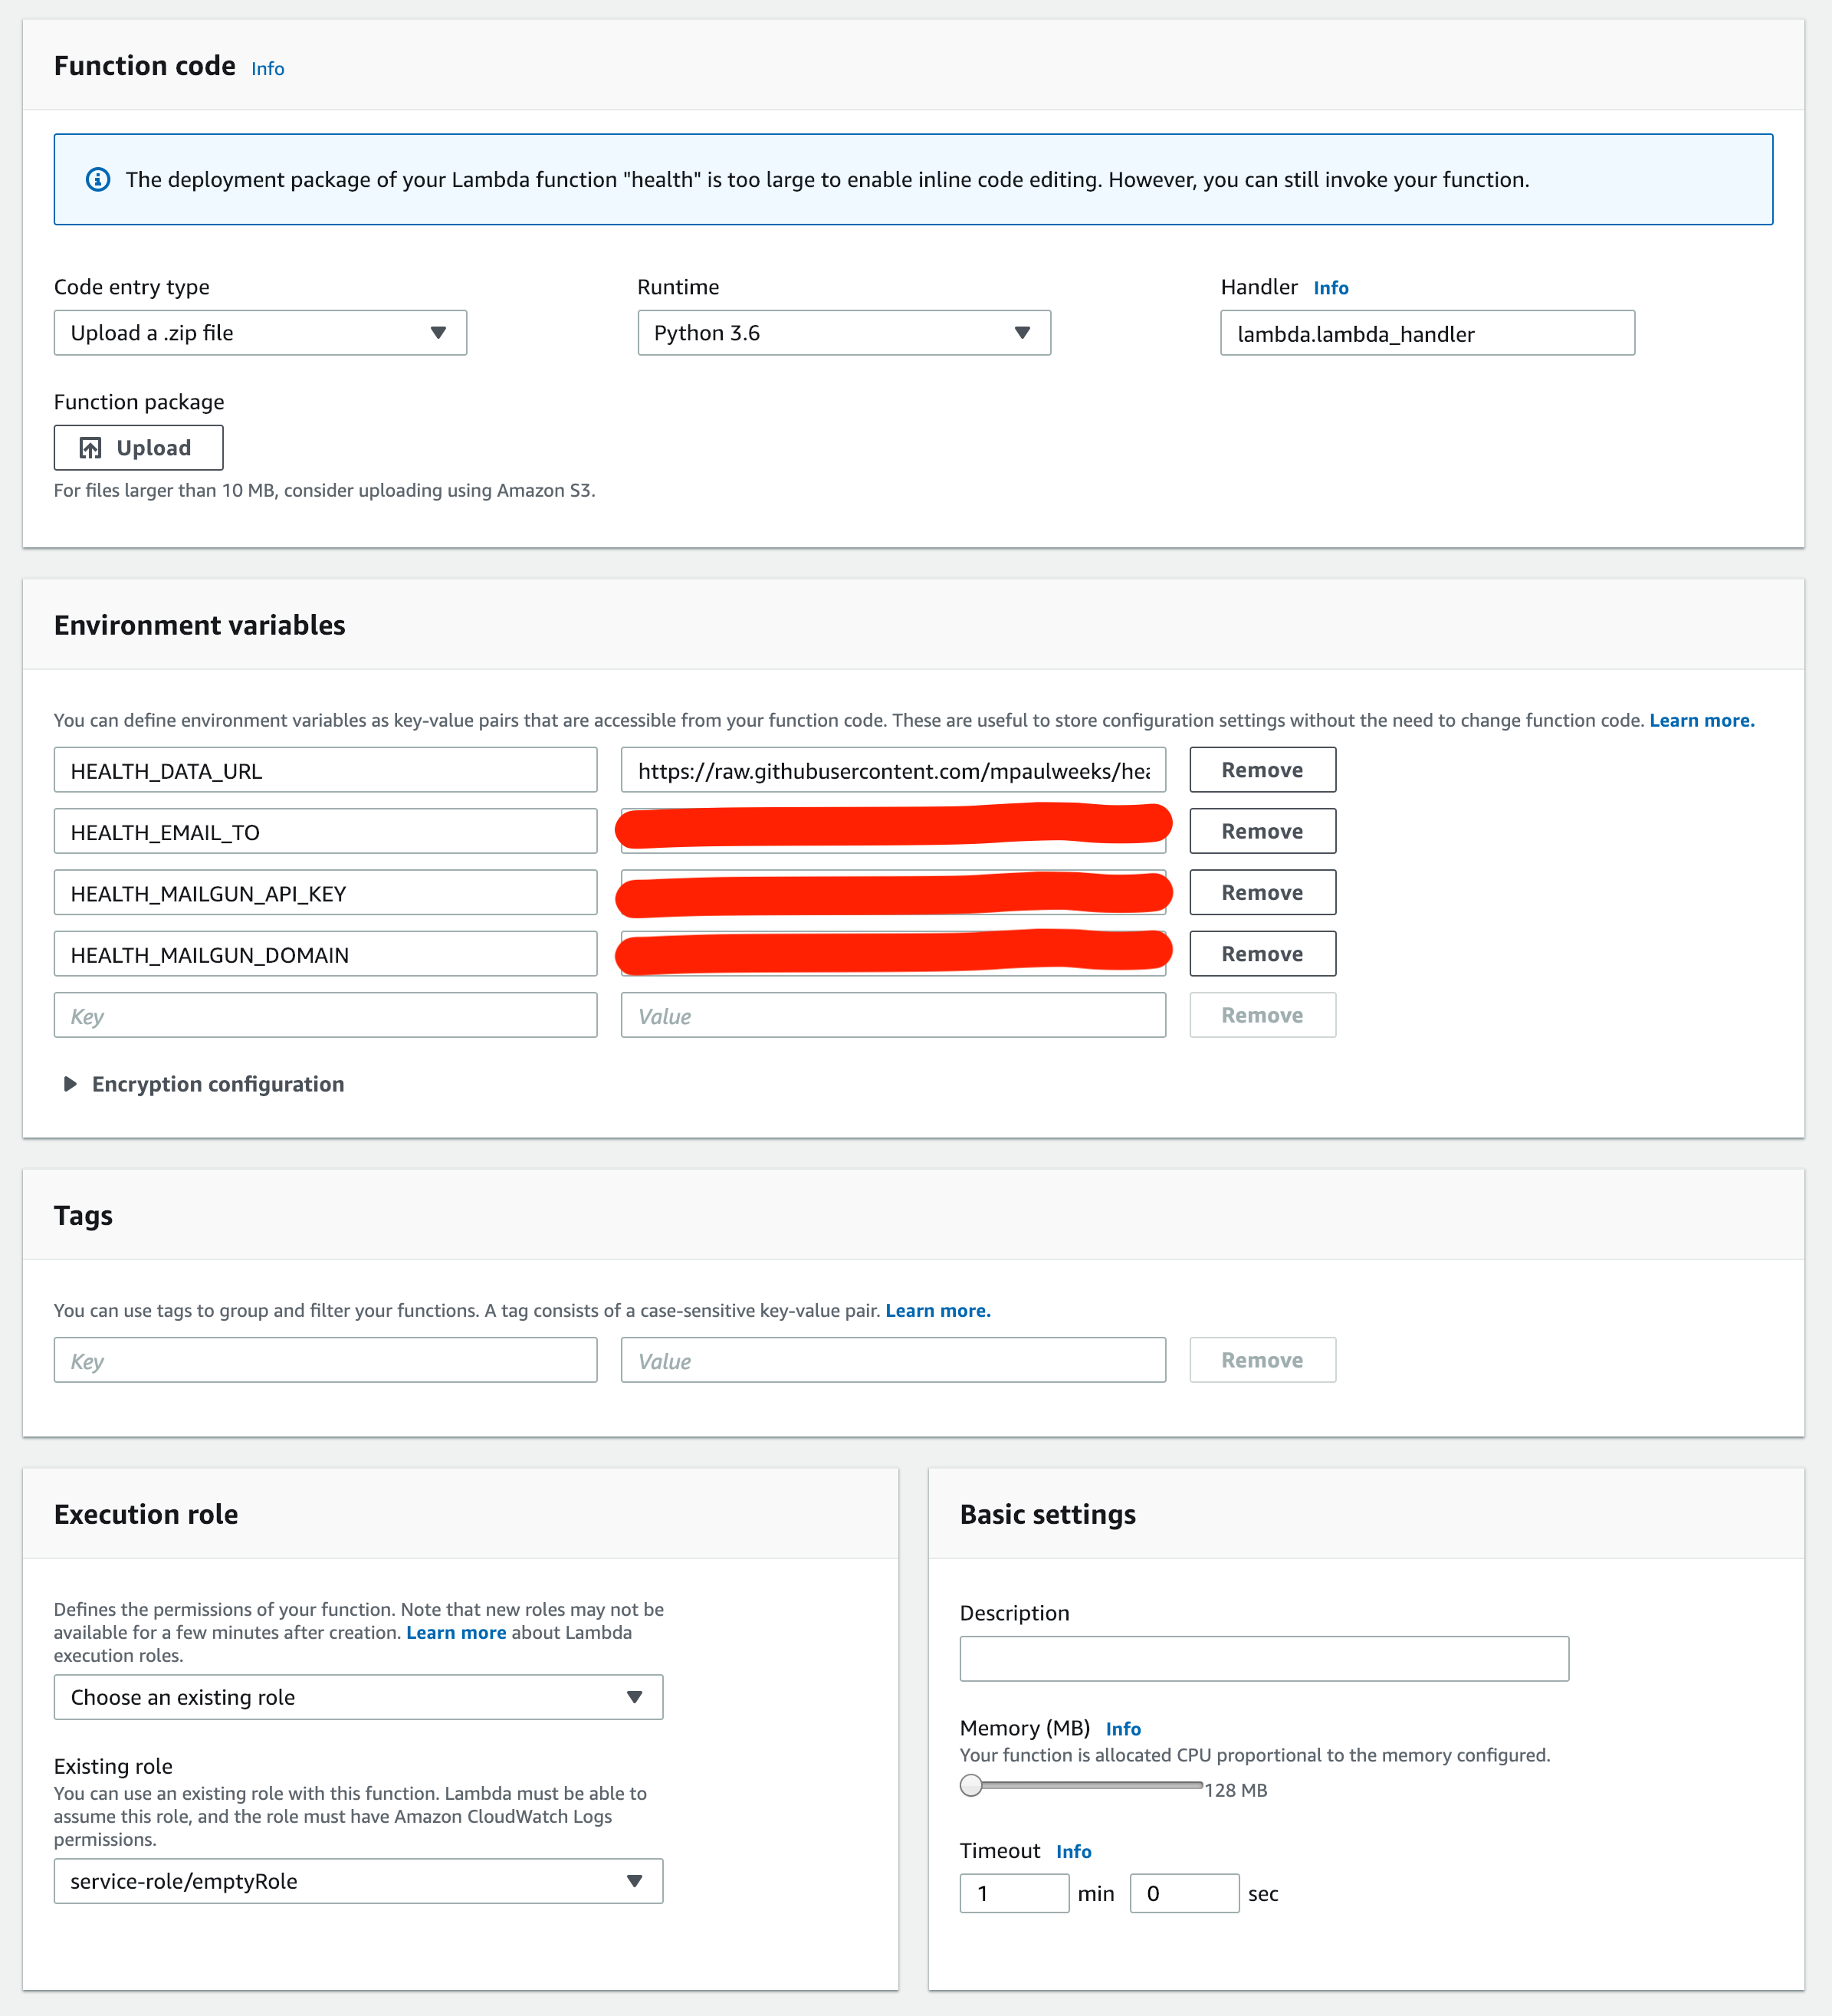 Function code Info
The deployment package of your Lambda function "health" is too large to enable inline code editing. However, you can still invoke your function.
Code entry type
Upload a .zip file
Runtime
Python 3.6
Handler Info
lambda.lambda_handler
Function package
Upload
For files larger than 10 MB, consider uploading using Amazon S3.
Environment variables
You can define environment variables as key-value pairs that are accessible from your function code. These are useful to store configuration settings without the need to change function code. Learn more.
HEALTH_DATA_URL https://raw.githubusercontent.com/mpaulweeks/hea Remove
HEALTH_EMAIL_TO Remove
HEALTH_MAILGUN_API_KEY Remove
HEALTH_MAILGUN_DOMAIN Remove
Key Value Remove
Encryption configuration
Tags
You can use tags to group and filter your functions. A tag consists of a case-sensitive key-value pair. Learn more.
Key Value Remove
Execution role
Defines the permissions of your function. Note that new roles may not be
available for a few minutes after creation. Learn more about Lambda
execution roles.
Choose an existing role
Existing role
You can use an existing role with this function. Lambda must be able to
assume this role, and the role must have Amazon CloudWatch Logs
permissions.
service-role/emptyRole
Basic settings
Description
Memory (MB) Info
Your function is allocated CPU proportional to the memory configured.
128 MB
Timeout Info
1 min 0 sec